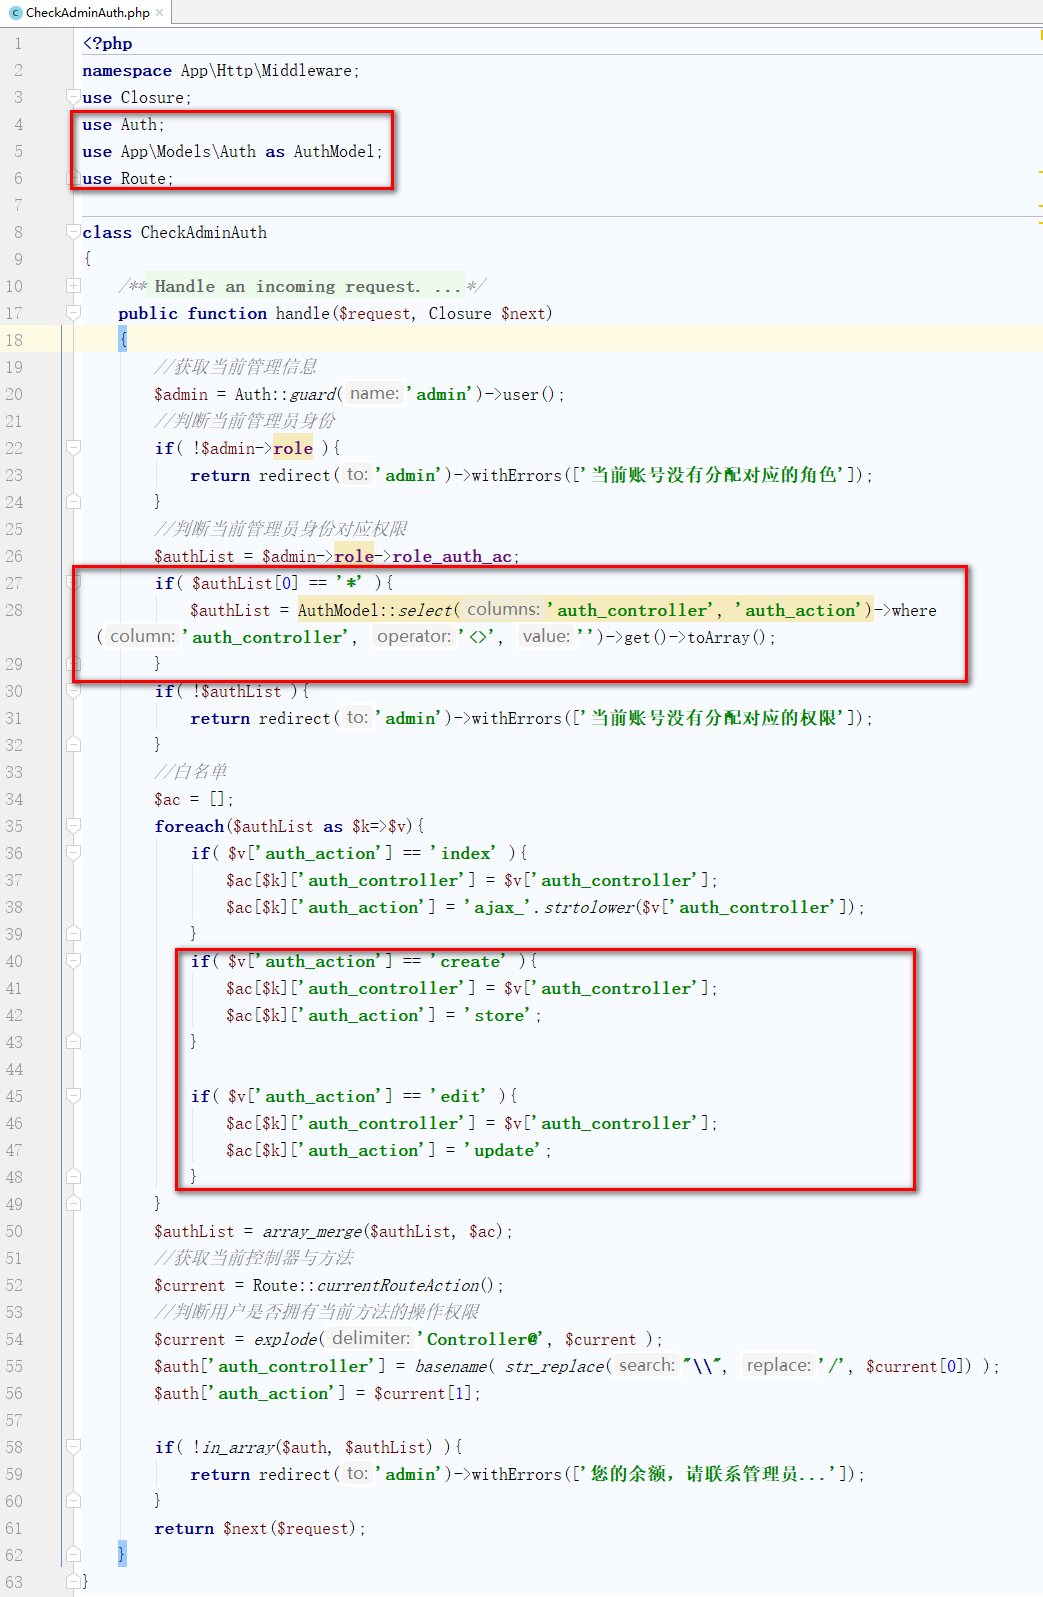 CheckAdminAuth.php
1 <?php
2 namespace App\Http\Middleware;
3 use Closure;
4 use Auth;
5 use App\Models\Auth as AuthModel;
6 use Route;
7
8 class CheckAdminAuth
9 {
10 /** Handle an incoming request. ...*/
17 public function handle($request, Closure $next)
18 {
19 //获取当前管理信息
20 $admin = Auth::guard( name: 'admin')->user();
21 //判断当前管理员身份
22 if( !$admin->role ){
23 return redirect( to: 'admin')->withErrors(['当前账号没有分配对应的角色']);
24 }
25 //判断当前管理员身份对应权限
26 $authList = $admin->role->role_auth_ac;
27 if( $authList[0] == '*' ){
28 $authList = AuthModel::select( columns: 'auth_controller', 'auth_action')->where
( column: 'auth_controller', operator: '<>', value: '')->get()->toArray();
29 }
30 if( !$authList ){
31 return redirect( to: 'admin')->withErrors(['当前账号没有分配对应的权限']);
32 }
33 //白名单
34 $ac = [];
35 foreach($authList as $k=>$v){
36 if( $v['auth_action'] == 'index' ){
37 $ac[$k]['auth_controller'] = $v['auth_controller'];
38 $ac[$k]['auth_action'] = 'ajax_'.strtolower($v['auth_controller']);
39 }
40 if( $v['auth_action'] == 'create' ){
41 $ac[$k]['auth_controller'] = $v['auth_controller'];
42 $ac[$k]['auth_action'] = 'store';
43 }
44
45 if( $v['auth_action'] == 'edit' ){
46 $ac[$k]['auth_controller'] = $v['auth_controller'];
47 $ac[$k]['auth_action'] = 'update';
48 }
49 }
50 $authList = array_merge($authList, $ac);
51 //获取当前控制器与方法
52 $current = Route::currentRouteAction();
53 //判断用户是否拥有当前方法的操作权限
54 $current = explode( delimiter: 'Controller@', $current );
55 $auth['auth_controller'] = basename( str_replace( search: "\\", replace: '/', $current[0]) );
56 $auth['auth_action'] = $current[1];
57
58 if( !in_array($auth, $authList) ){
59 return redirect( to: 'admin')->withErrors(['您的余额，请联系管理员...']);
60 }
61 return $next($request);
62 }
63 }